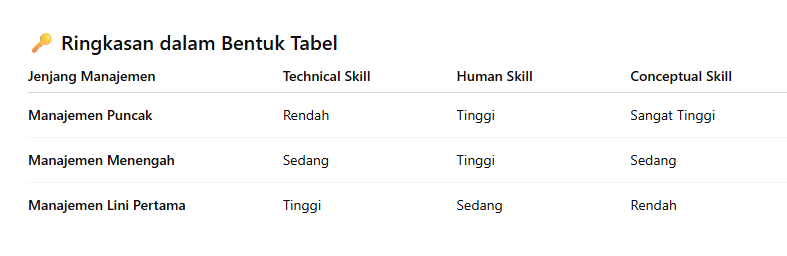 🔑 Ringkasan dalam Bentuk Tabel
Jenjang Manajemen Technical Skill Human Skill Conceptual Skill
Manajemen Puncak Rendah Tinggi Sangat Tinggi
Manajemen Menengah Sedang Tinggi Sedang
Manajemen Lini Pertama Tinggi Sedang Rendah